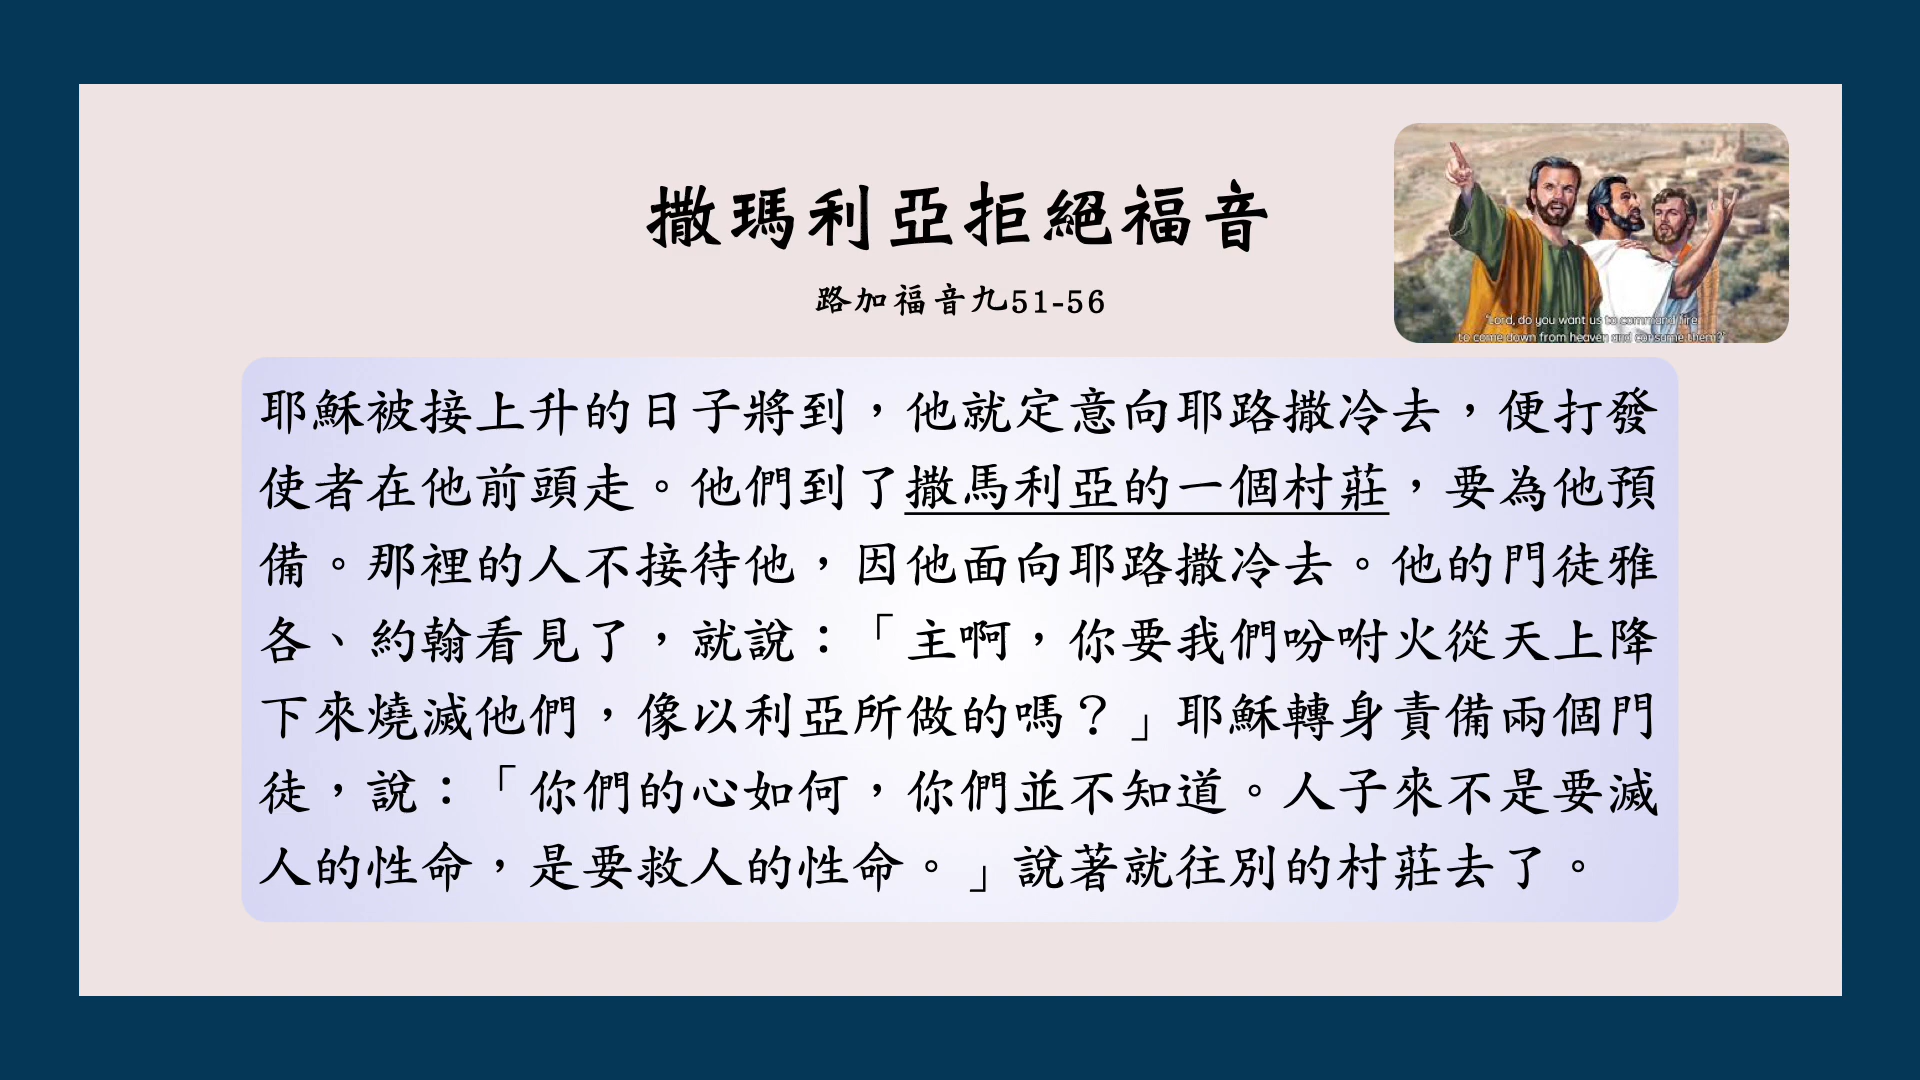 撒瑪利亞拒絕福音
路加福音九51-56
"Lord, do you want us to command fire
to come down from heaven and consume them?"
耶穌被接上升的日子將到，他就定意向耶路撒冷去，便打發
使者在他前頭走。他們到了撒馬利亞的一個村莊，要為他預
備。那裡的人不接待他，因他面向耶路撒冷去。他的門徒雅
各、約翰看見了，就說：「主啊，你要我們吩咐火從天上降
下來燒滅他們，像以利亞所做的嗎？」耶穌轉身責備兩個門
徒，說：「你們的心如何，你們並不知道。人子來不是要滅
人的性命，是要救人的性命。」說著就往別的村莊去了。